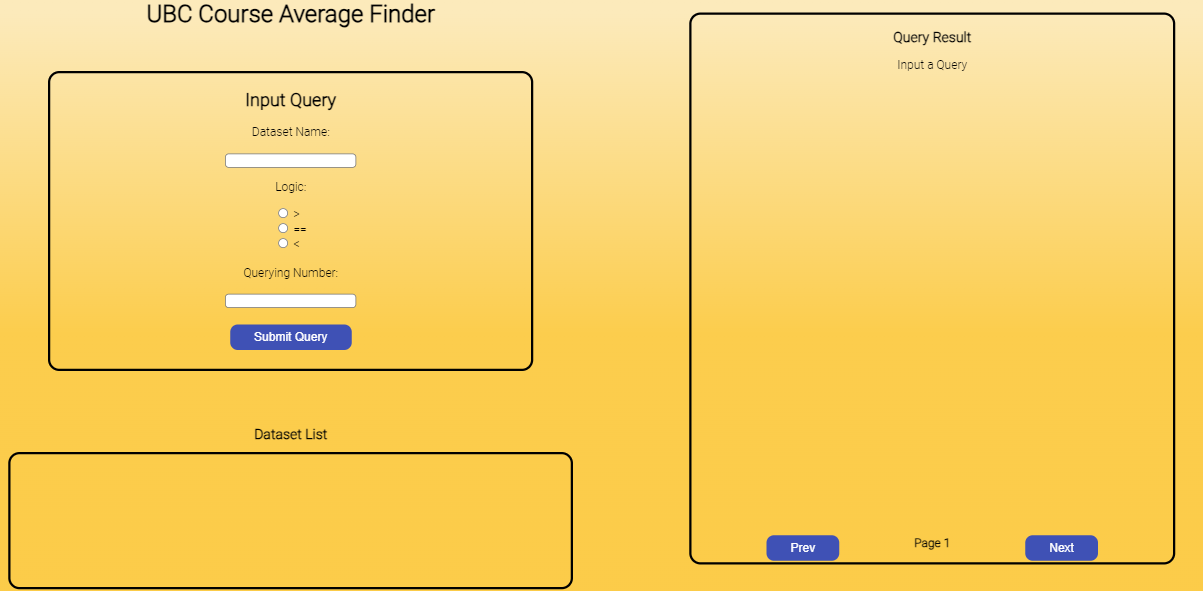 UBC Course Average Finder
Input Query
Dataset Name:
Logic:
>
==
<
Querying Number:
Submit Query
Dataset List
Query Result
Input a Query
Prev
Page 1
Next